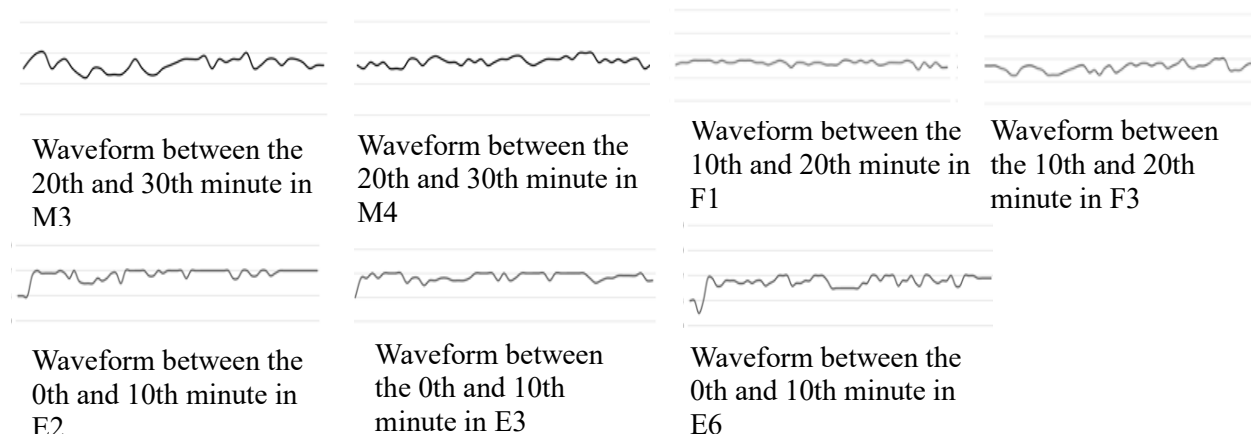 Waveform between the
20th and 30th minute in
M3
Waveform between the
20th and 30th minute in
M4
Waveform between the
10th and 20th minute in
F1
Waveform between
the 10th and 20th
minute in F3
Waveform between the
0th and 10th minute in
E2
Waveform between
the 0th and 10th
minute in E3
Waveform between the
0th and 10th minute in
E6